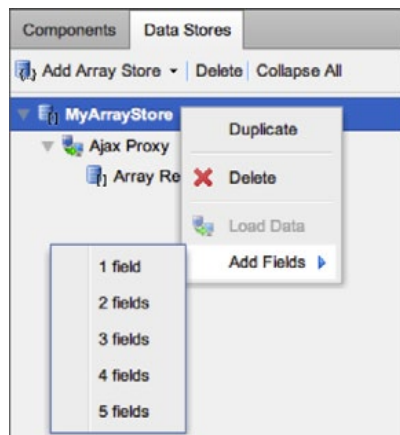 Components Data Stores
Add Array Store Delete Collapse All
MyArrayStore
Duplicate
Ajax Proxy
Array Re
Delete
Load Data
Add Fields
1 field
2 fields
3 fields
4 fields
5 fields